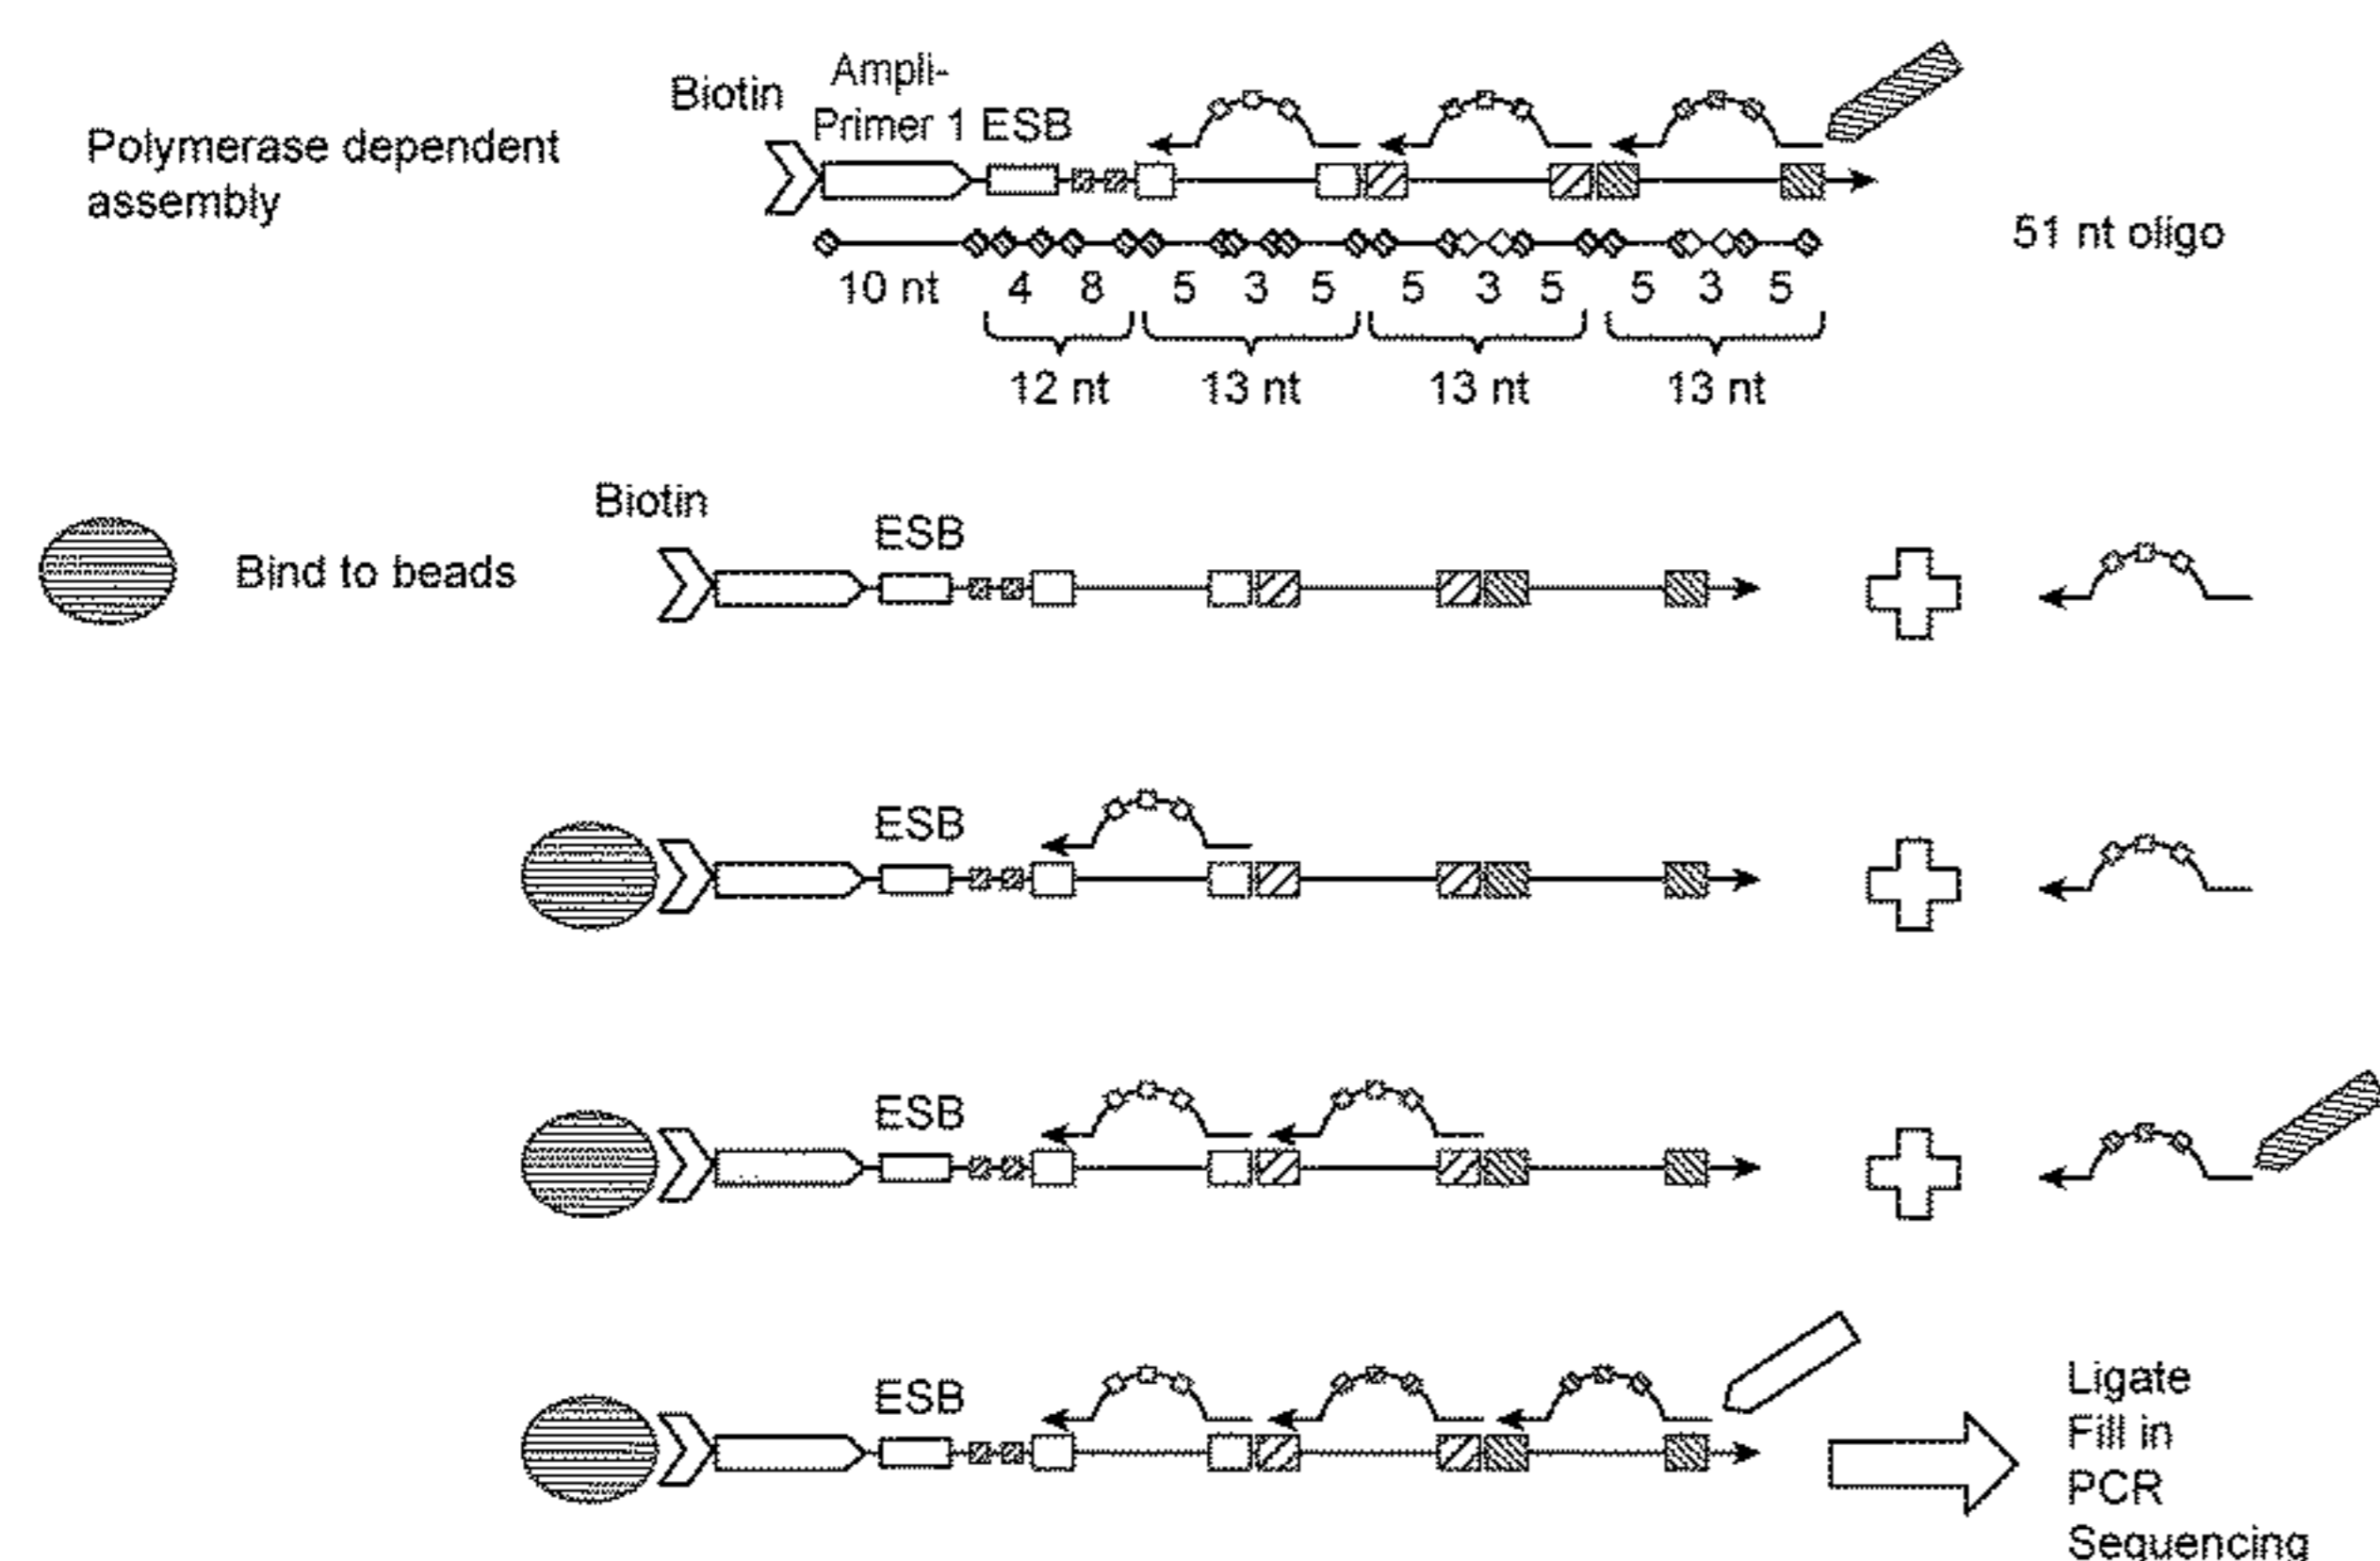 Polymerase dependent
assembly
Biotin
Ampli-
Primer 1 ESB
51 nt oligo
10 nt 4 8 5 3 5 5 3 5 5 3 5
12 nt 13 nt 13 nt 13 nt
Biotin
ESB
Bind to beads
ESB
ESB
ESB
Ligate
Fill in
PCR
Sequencing